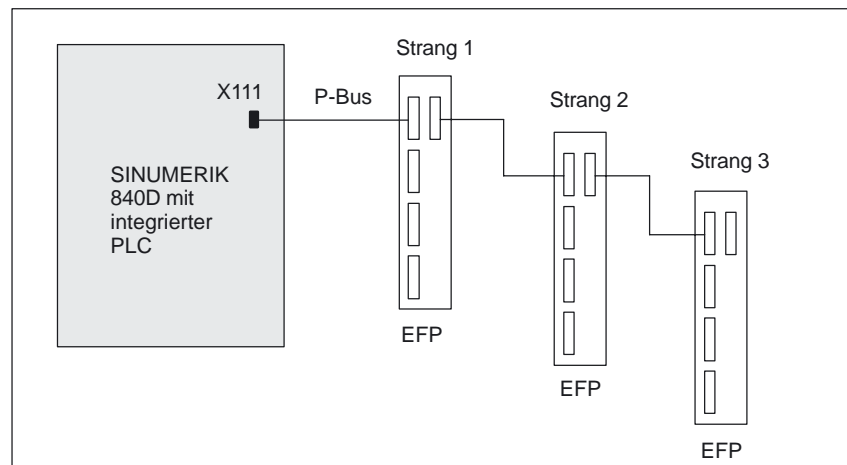 Strang 1
X111
P-Bus
Strang 2
Strang 3
SINUMERIK
840D mit
integrierter
PLC
EFP
EFP
EFP